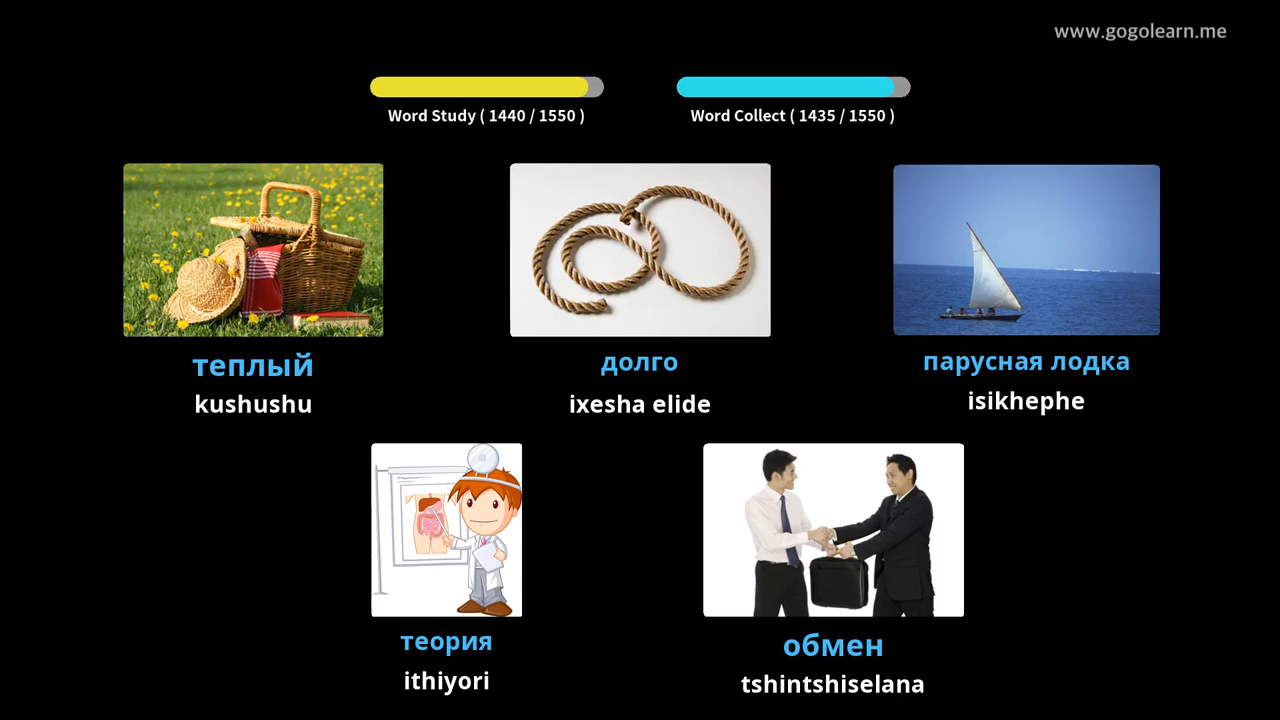 www.gogolearn.me
Word Study ( 1440 / 1550 )
Word Collect ( 1435 / 1550 )
теплый
kushushu
долго
ixesha elide
парусная лодка
isikhephe
теория
ithiyori
обмен
tshintshiselana